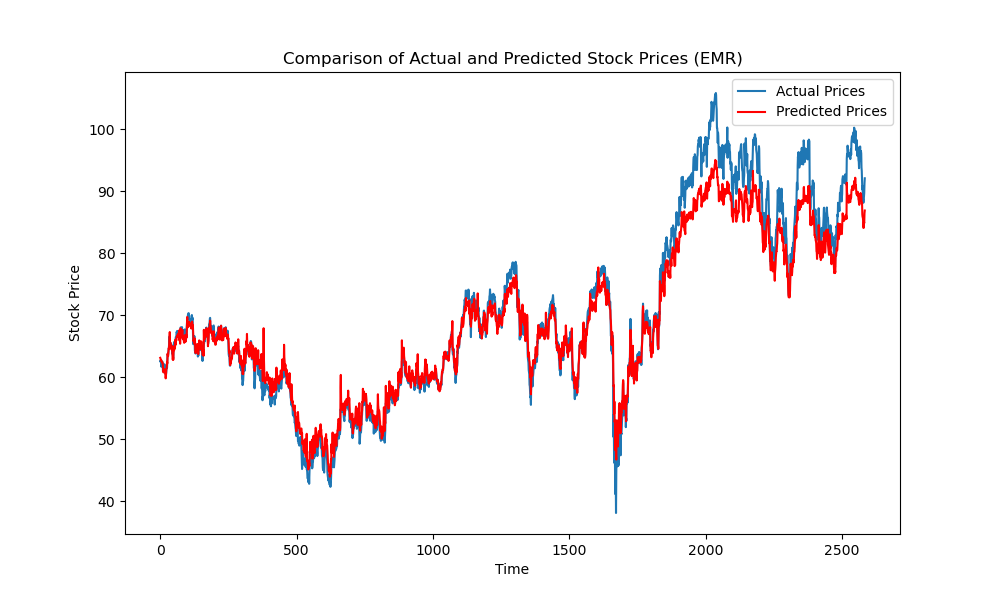 Comparison of Actual and Predicted Stock Prices (EMR)
Actual Prices
Predicted Prices
Stock Price
100
90
80
70
60
50
40
0 500 1000 1500 2000 2500
Time